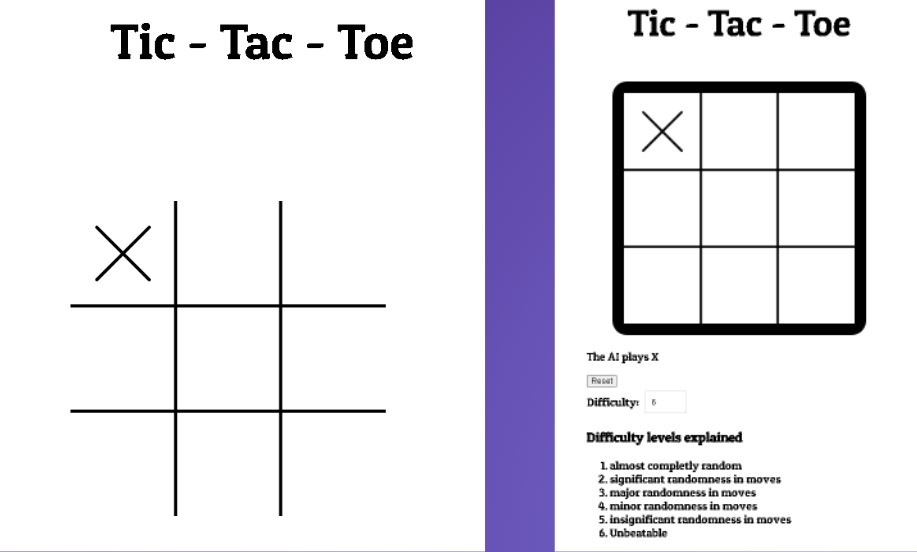 Tic - Tac - Toe
Tic - Tac - Toe
The AI plays X
Reset
Difficulty: 6
Difficulty levels explained
1. almost completly random
2. significant randomness in moves
3. major randomness in moves
4. minor randomness in moves
5. insignificant randomness in moves
6. Unbeatable